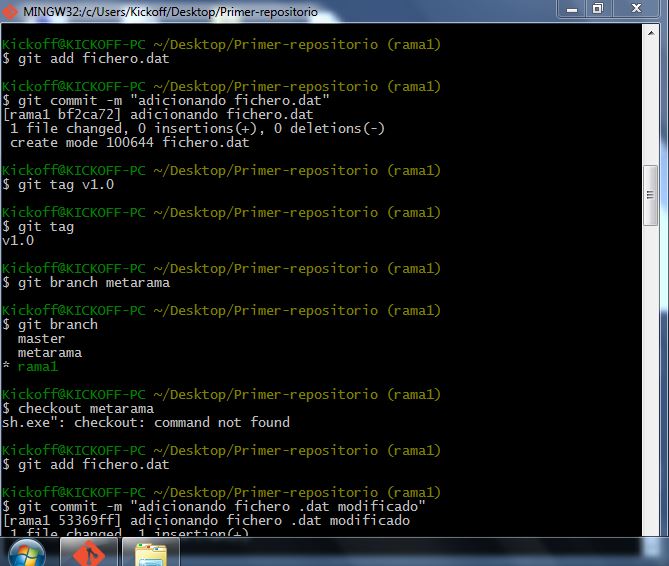 MINGW32:/c/Users/Kickoff/Desktop/Primer-repositorio
Kickoff@KICKOFF-PC ~/Desktop/Primer-repositorio (rama1)
$ git add fichero.dat
Kickoff@KICKOFF-PC ~/Desktop/Primer-repositorio (rama1)
$ git commit -m "adicionando fichero.dat"
[rama1 bf2ca72] adicionando fichero.dat
1 file changed, 0 insertions(+), 0 deletions(-)
create mode 100644 fichero.dat
Kickoff@KICKOFF-PC ~/Desktop/Primer-repositorio (rama1)
$ git tag v1.0
Kickoff@KICKOFF-PC ~/Desktop/Primer-repositorio (rama1)
$ git tag
v1.0
Kickoff@KICKOFF-PC ~/Desktop/Primer-repositorio (rama1)
$ git branch metarama
Kickoff@KICKOFF-PC ~/Desktop/Primer-repositorio (rama1)
$ git branch
master
metarama
* rama1
Kickoff@KICKOFF-PC ~/Desktop/Primer-repositorio (rama1)
$ checkout metarama
sh.exe": checkout: command not found
Kickoff@KICKOFF-PC ~/Desktop/Primer-repositorio (rama1)
$ git add fichero.dat
Kickoff@KICKOFF-PC ~/Desktop/Primer-repositorio (rama1)
$ git commit -m "adicionando fichero .dat modificado"
[rama1 53369ff] adicionando fichero .dat modificado
1 file changed, 1 insertion(+)